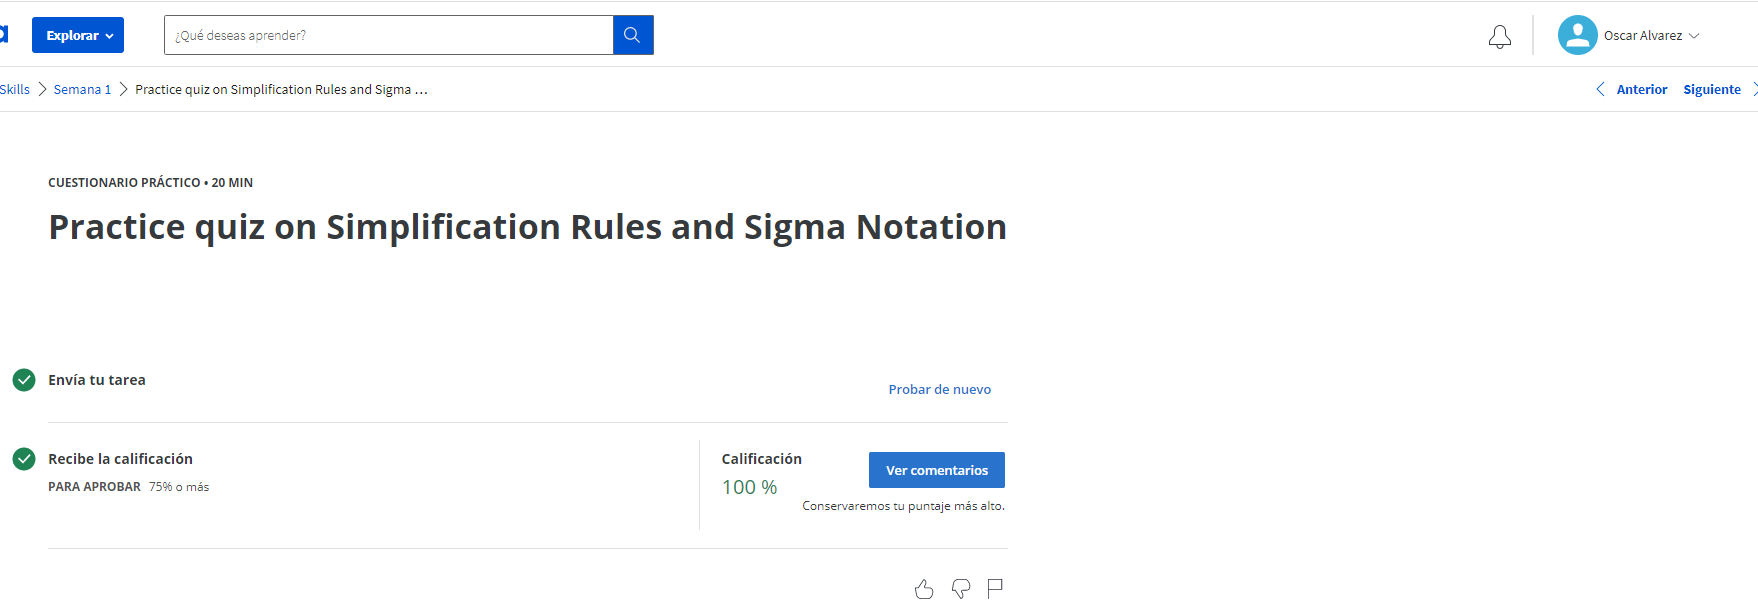 Explorar
¿Qué deseas aprender?
Oscar Alvarez
Skills > Semana 1 > Practice quiz on Simplification Rules and Sigma …
Anterior Siguiente
CUESTIONARIO PRÁCTICO • 20 MIN
Practice quiz on Simplification Rules and Sigma Notation
Envía tu tarea
Probar de nuevo
Recibe la calificación
PARA APROBAR 75% o más
Calificación
100 %
Ver comentarios
Conservaremos tu puntaje más alto.